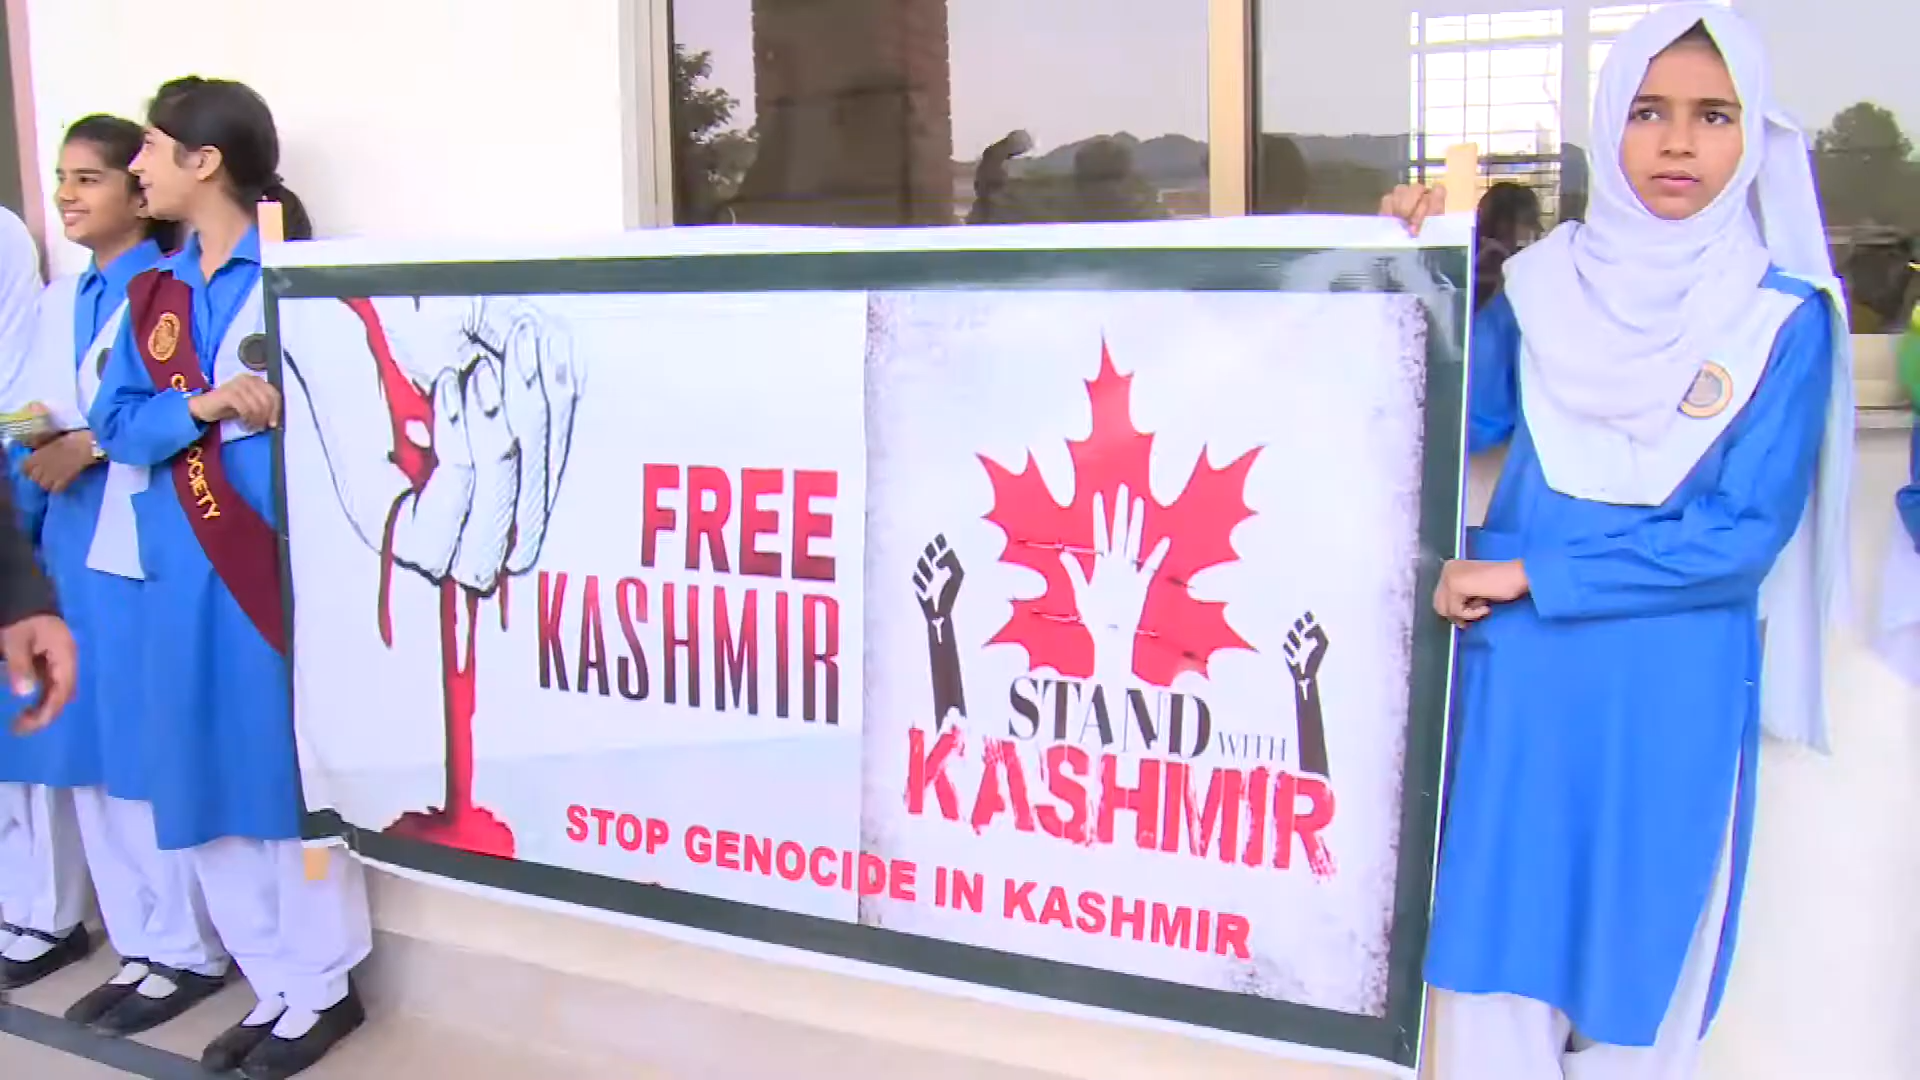 FREE
KASHMIR
STAND WITH
KASHMIR
STOP GENOCIDE IN KASHMIR